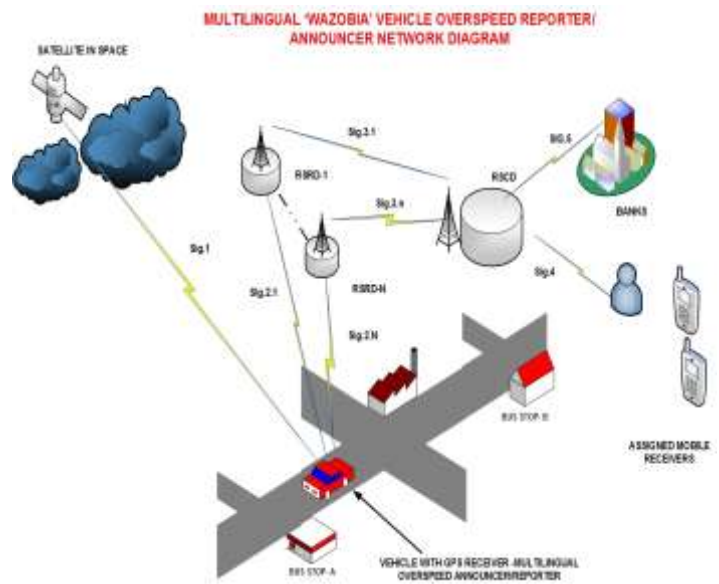 MULTILINGUAL 'WAZOBIA' VEHICLE OVERSPEED REPORTER/
ANNOUNCER NETWORK DIAGRAM
SATELLITE IN SPACE
Sig.3.1
RSRD-1
RSCD
SIG.5
BANKS
Sig.3.n
Sig.1
Sig.2.1
RSRD-N
Sig.4
Sig.2.N
BUS STOP-B
ASSIGNED MOBILE
RECEIVERS
BUS STOP- A
VEHICLE WITH GPS RECEIVER -MULTILINGUAL
OVERSPEED ANNOUNCER/REPORTER